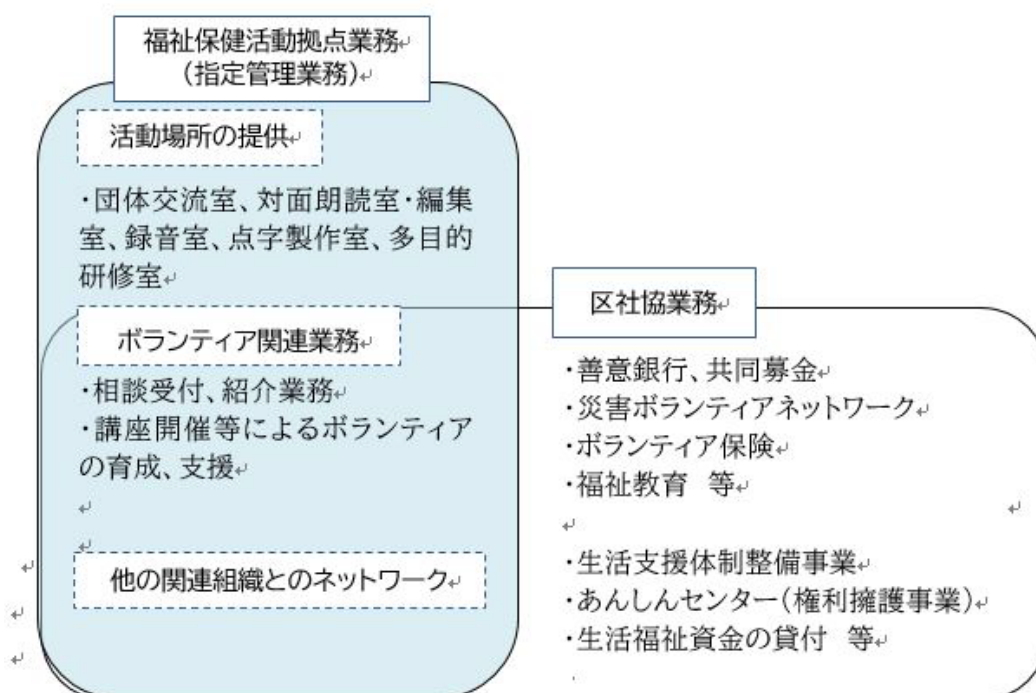 福祉保健活動拠点業務
(指定管理業務)
活動場所の提供
・団体交流室、対面朗読室・編集
室、録音室、点字製作室、多目的
研修室
ボランティア関連業務
・相談受付、紹介業務
・講座開催等によるボランティア
の育成、支援
他の関連組織とのネットワーク
区社協業務
・善意銀行、共同募金
・災害ボランティアネットワーク
・ボランティア保険
・福祉教育　等
・生活支援体制整備事業
・あんしんセンター(権利擁護事業)
・生活福祉資金の貸付　等